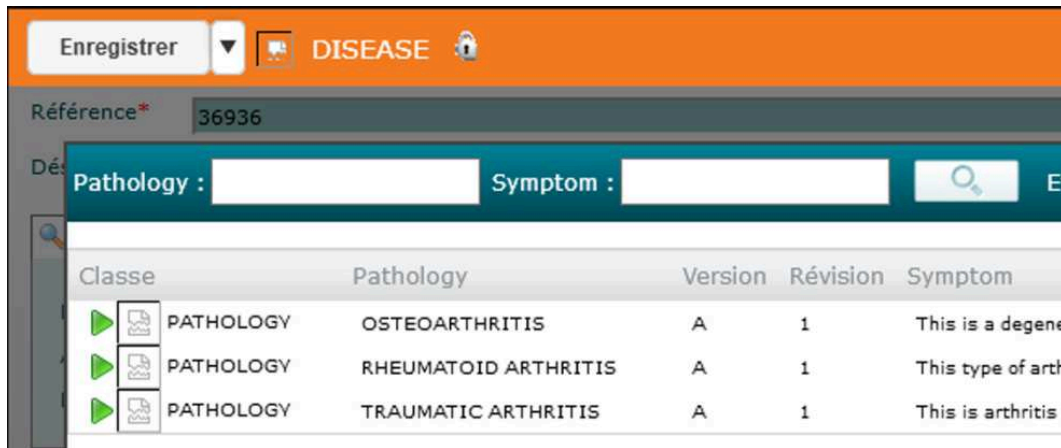 Enregistrer DISEASE
Référence* 36936
Pathology : Symptom :
Classe Pathology Version Révision Symptom
PATHOLOGY OSTEOARTHRITIS A 1 This is a degene
PATHOLOGY RHEUMATOID ARTHRITIS A 1 This type of art
PATHOLOGY TRAUMATIC ARTHRITIS A 1 This is arthritis